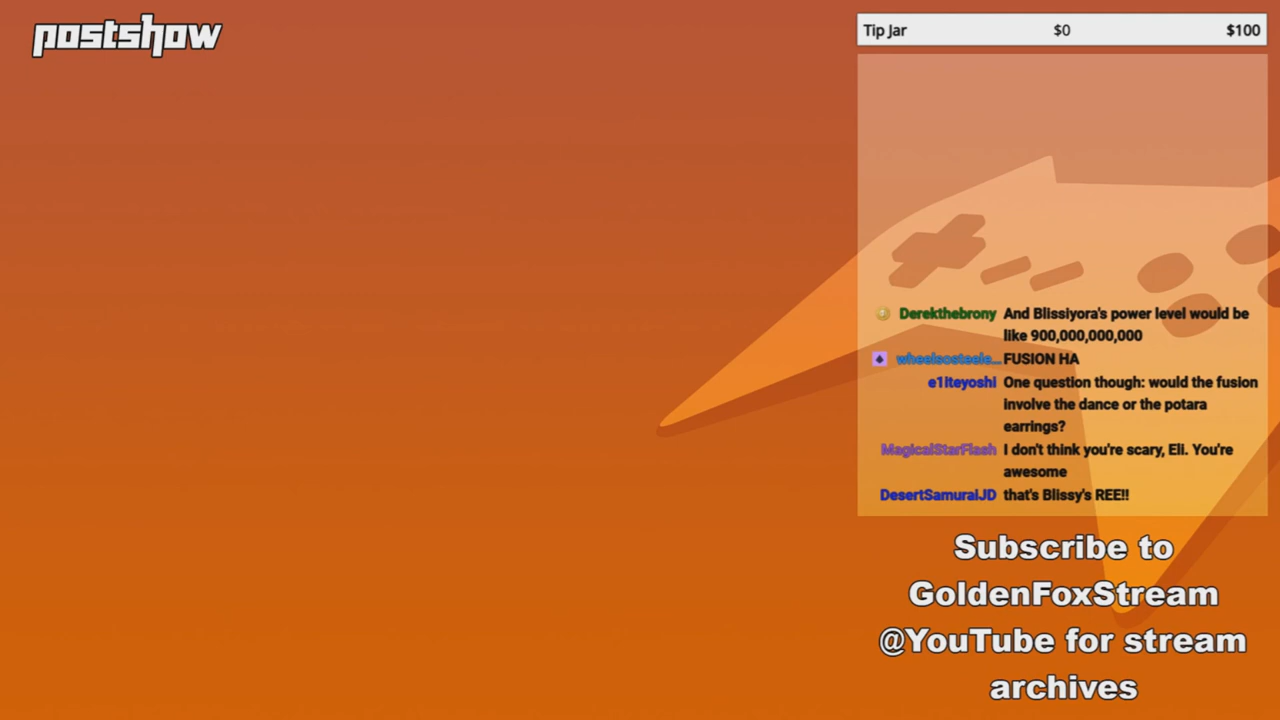 postshow
Tip Jar $0 $100
Derekthebrony And Blissiyora's power level would be
like 900,000,000,000
wheelsosteele... FUSION HA
e1iteyoshi One question though: would the fusion
involve the dance or the potara
earrings?
MagicalStarFlash I don't think you're scary, Eli. You're
awesome
DesertSamuraiJD that's Blissy's REE!!
Subscribe to
GoldenFoxStream
@YouTube for stream
archives